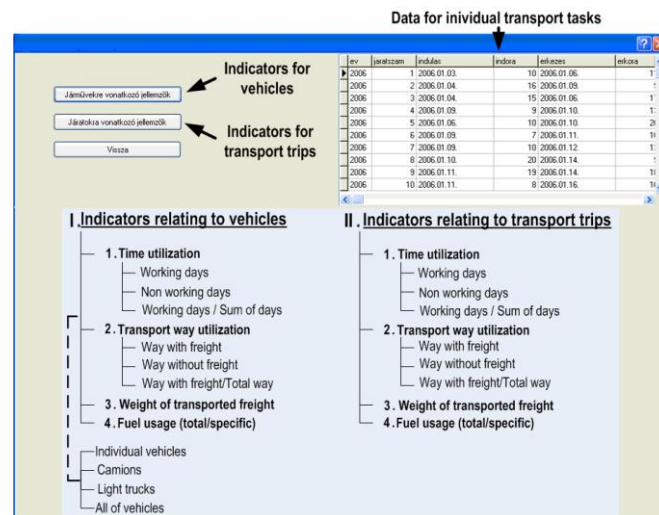 Data for inividual transport tasks
Indicators for
vehicles
Indicators for
transport trips
Járművekre vonatkozó jellemzők
Járatokra vonatkozó jellemzők
Vissza
ev jaratszam indulas indora erkezes erkora
2006 1 2006.01.03. 10 2006.01.06.
2006 2 2006.01.04. 16 2006.01.09.
2006 3 2006.01.04. 15 2006.01.06.
2006 4 2006.01.09. 9 2006.01.10.
2006 5 2006.01.06. 10 2006.01.10.
2006 6 2006.01.09. 7 2006.01.11.
2006 7 2006.01.09. 10 2006.01.12.
2006 8 2006.01.10. 20 2006.01.14.
2006 9 2006.01.11. 19 2006.01.14.
2006 10 2006.01.11. 8 2006.01.16.
I. Indicators relating to vehicles
1. Time utilization
Working days
Non working days
Working days / Sum of days
2. Transport way utilization
Way with freight
Way without freight
Way with freight/Total way
3. Weight of transported freight
4. Fuel usage (total/specific)
Individual vehicles
Camions
Light trucks
All of vehicles
II. Indicators relating to transport trips
1. Time utilization
Working days
Non working days
Working days / Sum of days
2. Transport way utilization
Way with freight
Way without freight
Way with freight/Total way
3. Weight of transported freight
4. Fuel usage (total/specific)